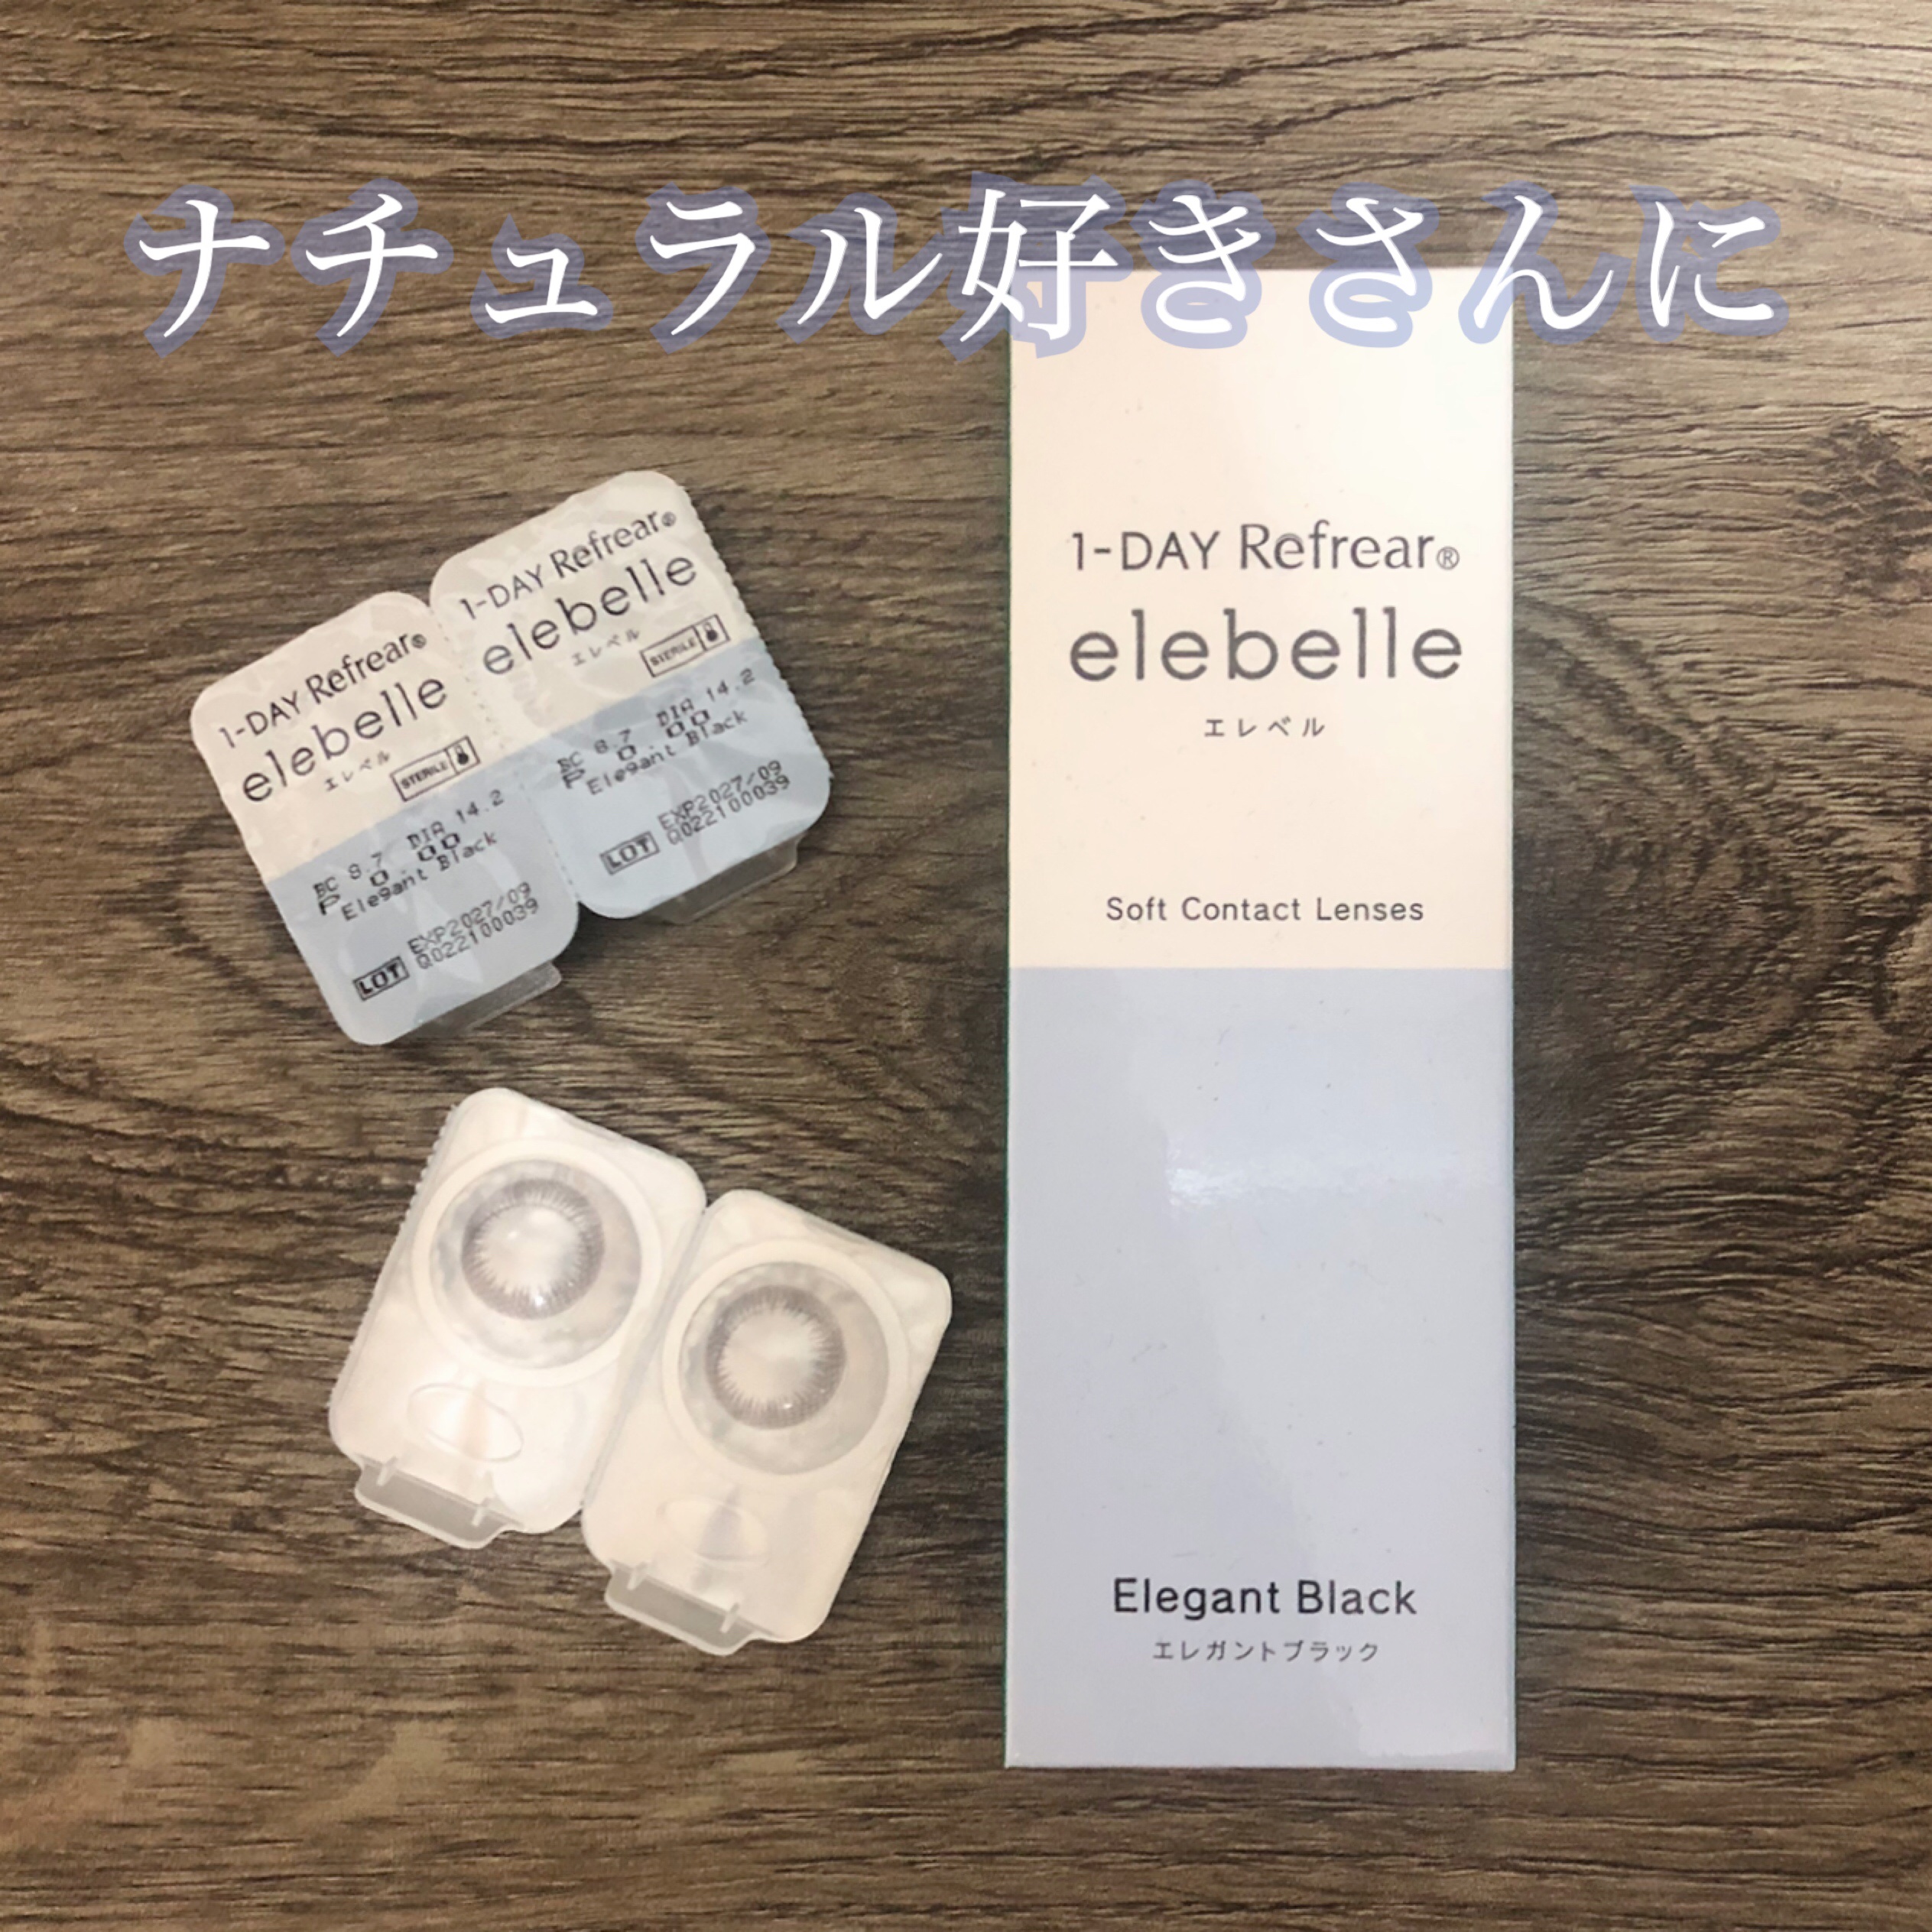 ナチュラル好きさんに
1-DAY Refrear®
elebelle
エレベル
Soft Contact Lenses
Elegant Black
エレガントブラック
1-DAY Refrear®
elebelle
エレベル
STERILE
BC 8.7 DIA 14.2
P 0.00
Elegant Black
LOT
EXP2027/09
Q022100039
1-DAY Refrear®
elebelle
エレベル
STERILE
BC 8.7 DIA 14.2
P 0.00
Elegant Black
LOT
EXP2027/09
Q022100039